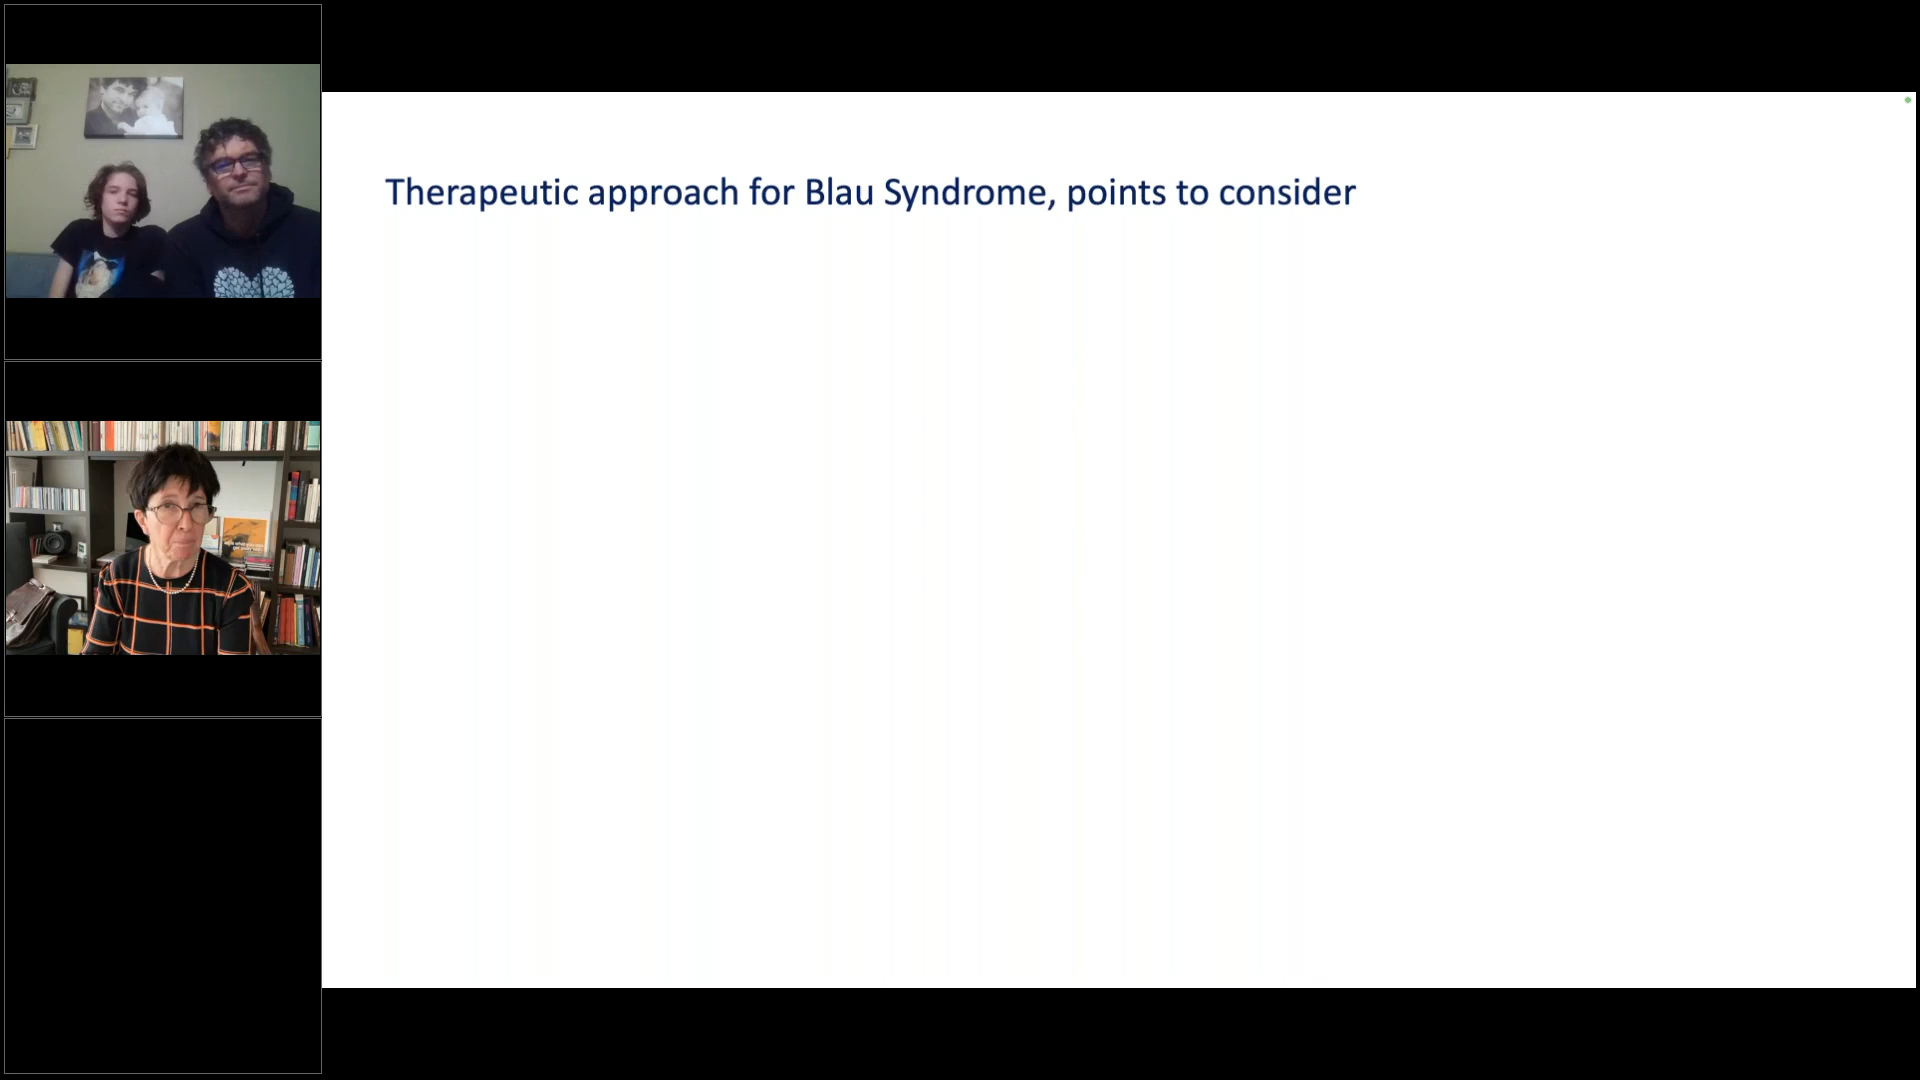 Therapeutic approach for Blau Syndrome, points to consider